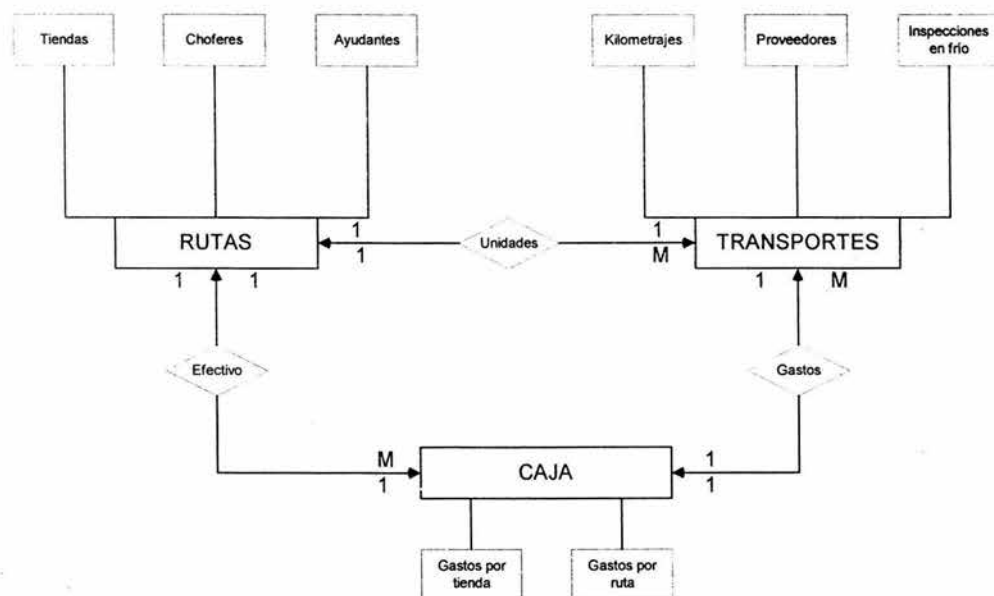 Tiendas
Choferes
Ayudantes
Kilometrajes
Proveedores
Inspecciones
en frío
RUTAS
1
1
Unidades
1
M
TRANSPORTES
1 1
1 M
Efectivo
Gastos
M
1
CAJA
1
1
Gastos por
tienda
Gastos por
ruta